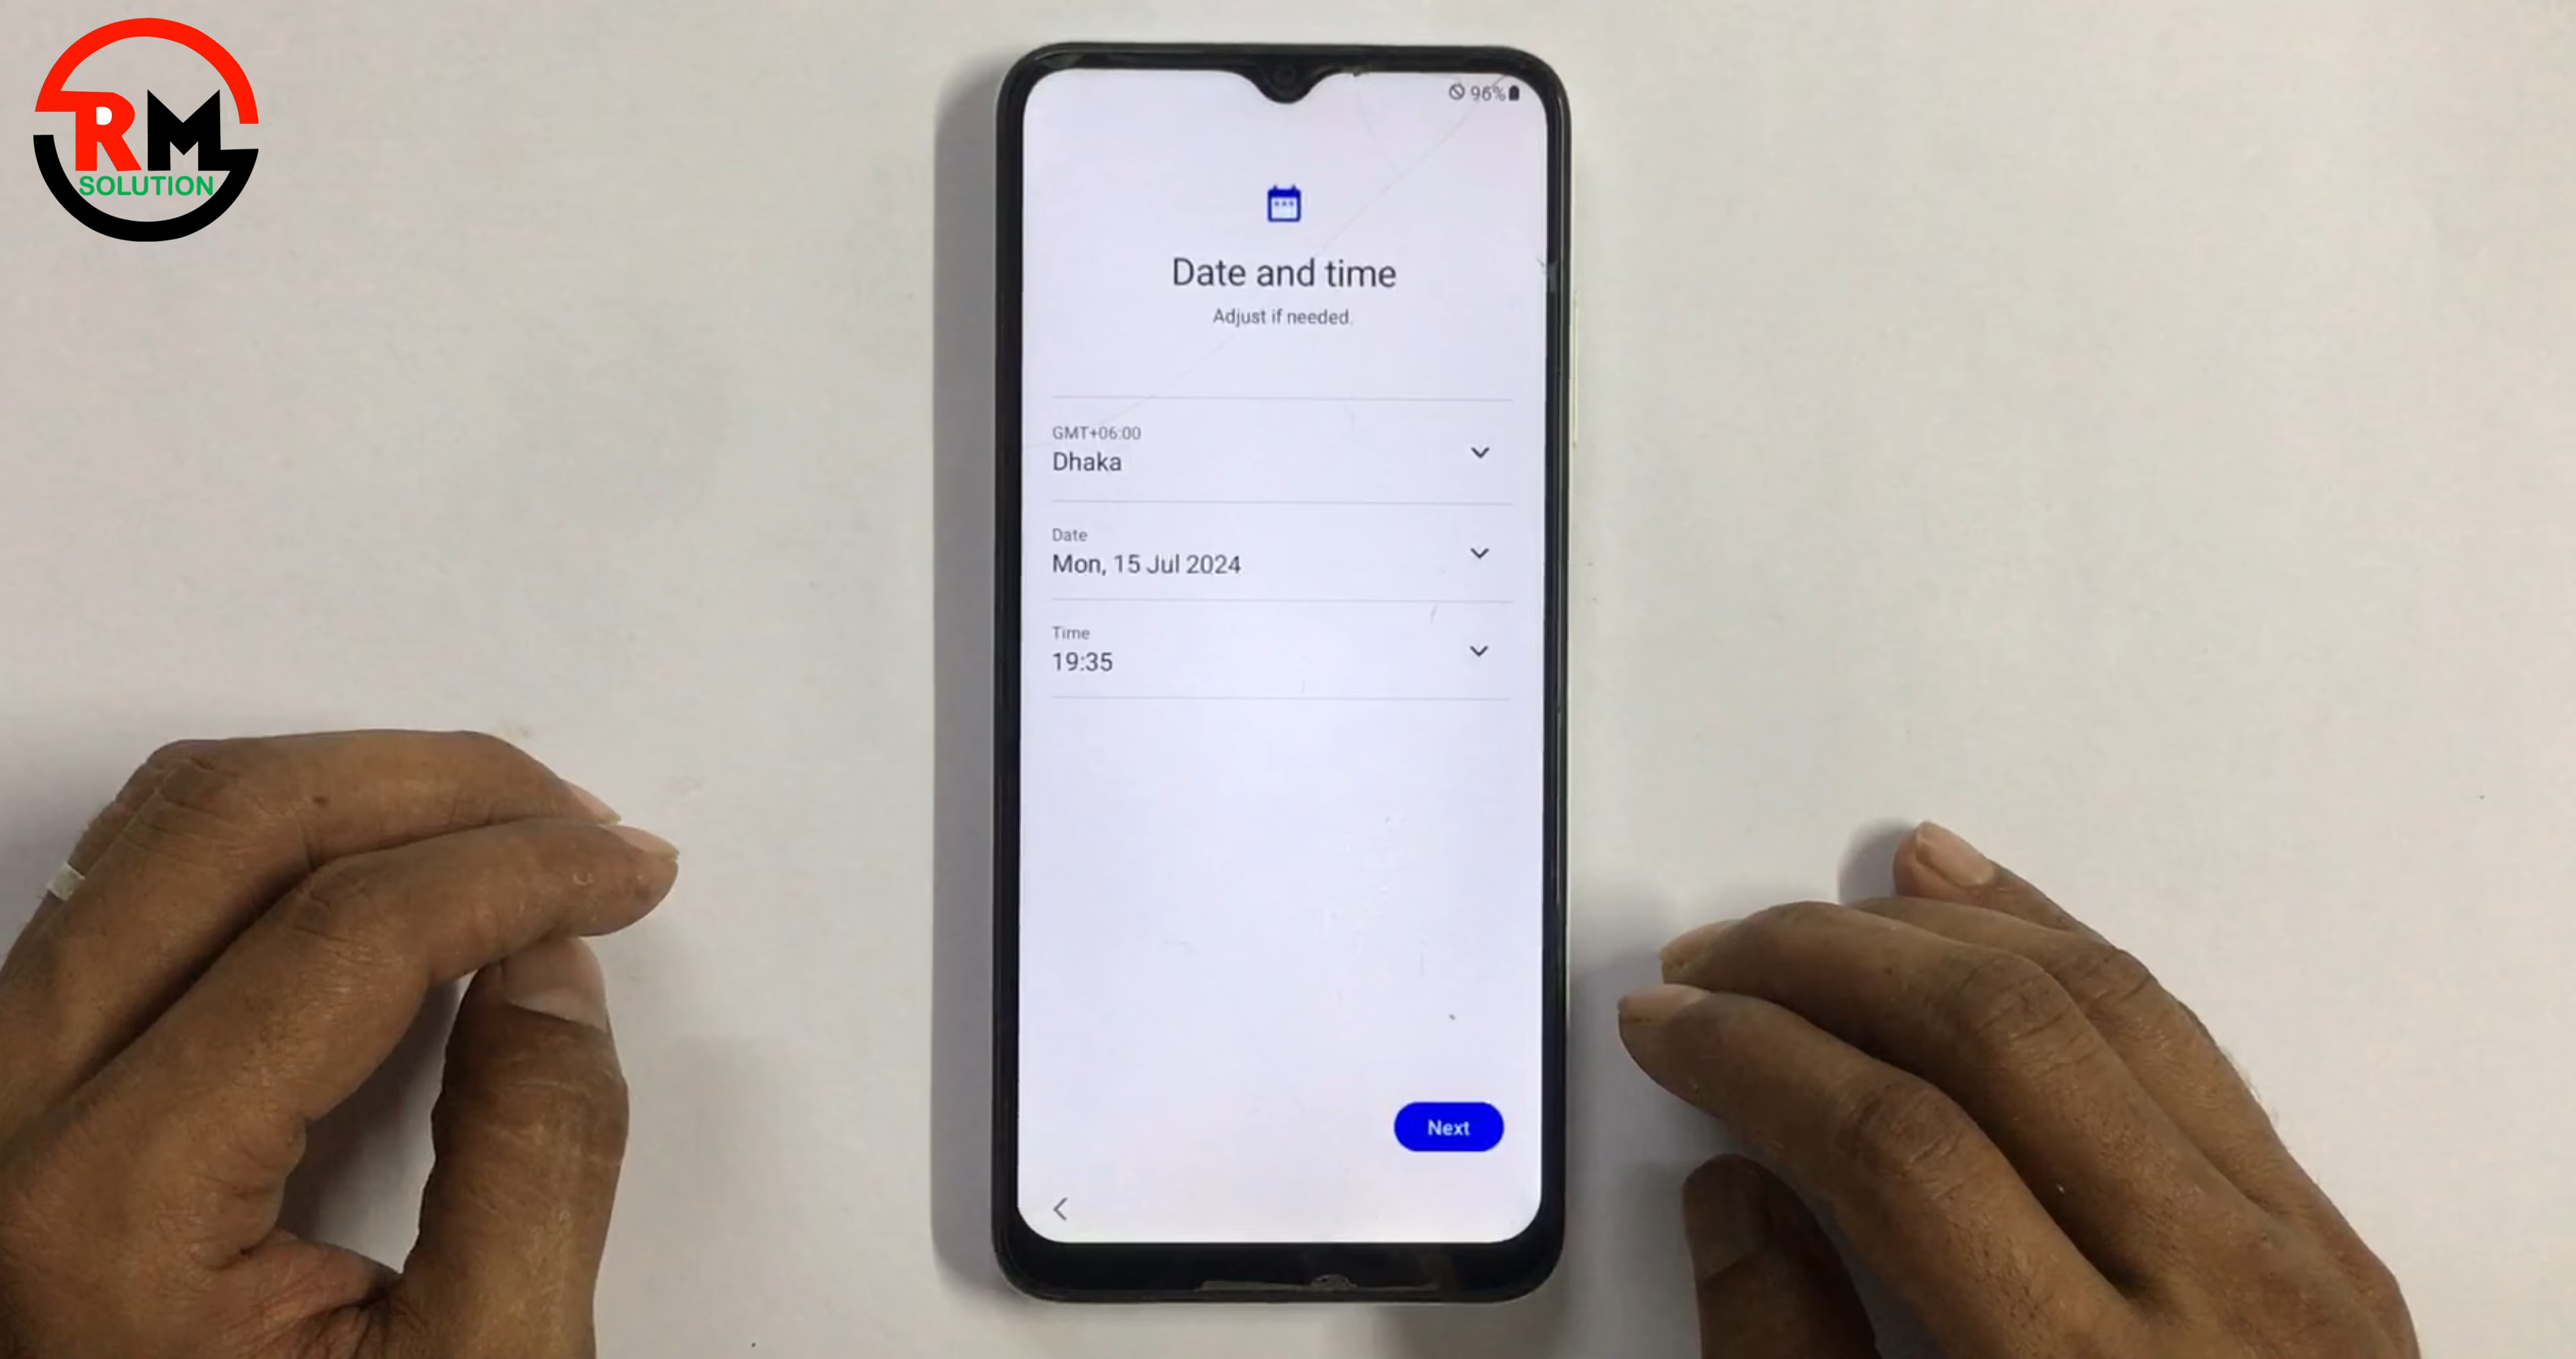 RM
SOLUTION
96%
Date and time
Adjust if needed.
GMT+06:00
Dhaka
Date
Mon, 15 Jul 2024
Time
19:35
Next